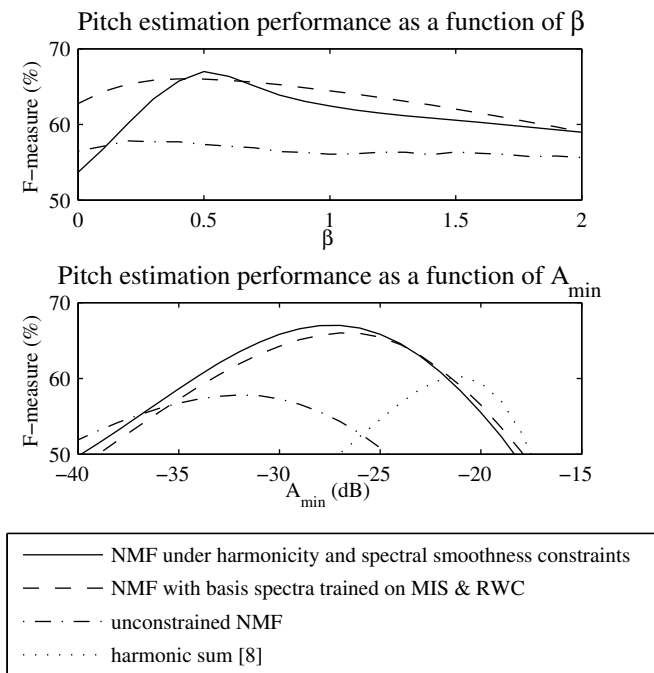 Pitch estimation performance as a function of β
70
60
50
F−measure (%)
0
0.5
1
1.5
2
β
Pitch estimation performance as a function of A_min
70
60
50
F−measure (%)
−40
−35
−30
−25
−20
−15
A_min (dB)
NMF under harmonicity and spectral smoothness constraints
NMF with basis spectra trained on MIS & RWC
unconstrained NMF
harmonic sum [8]